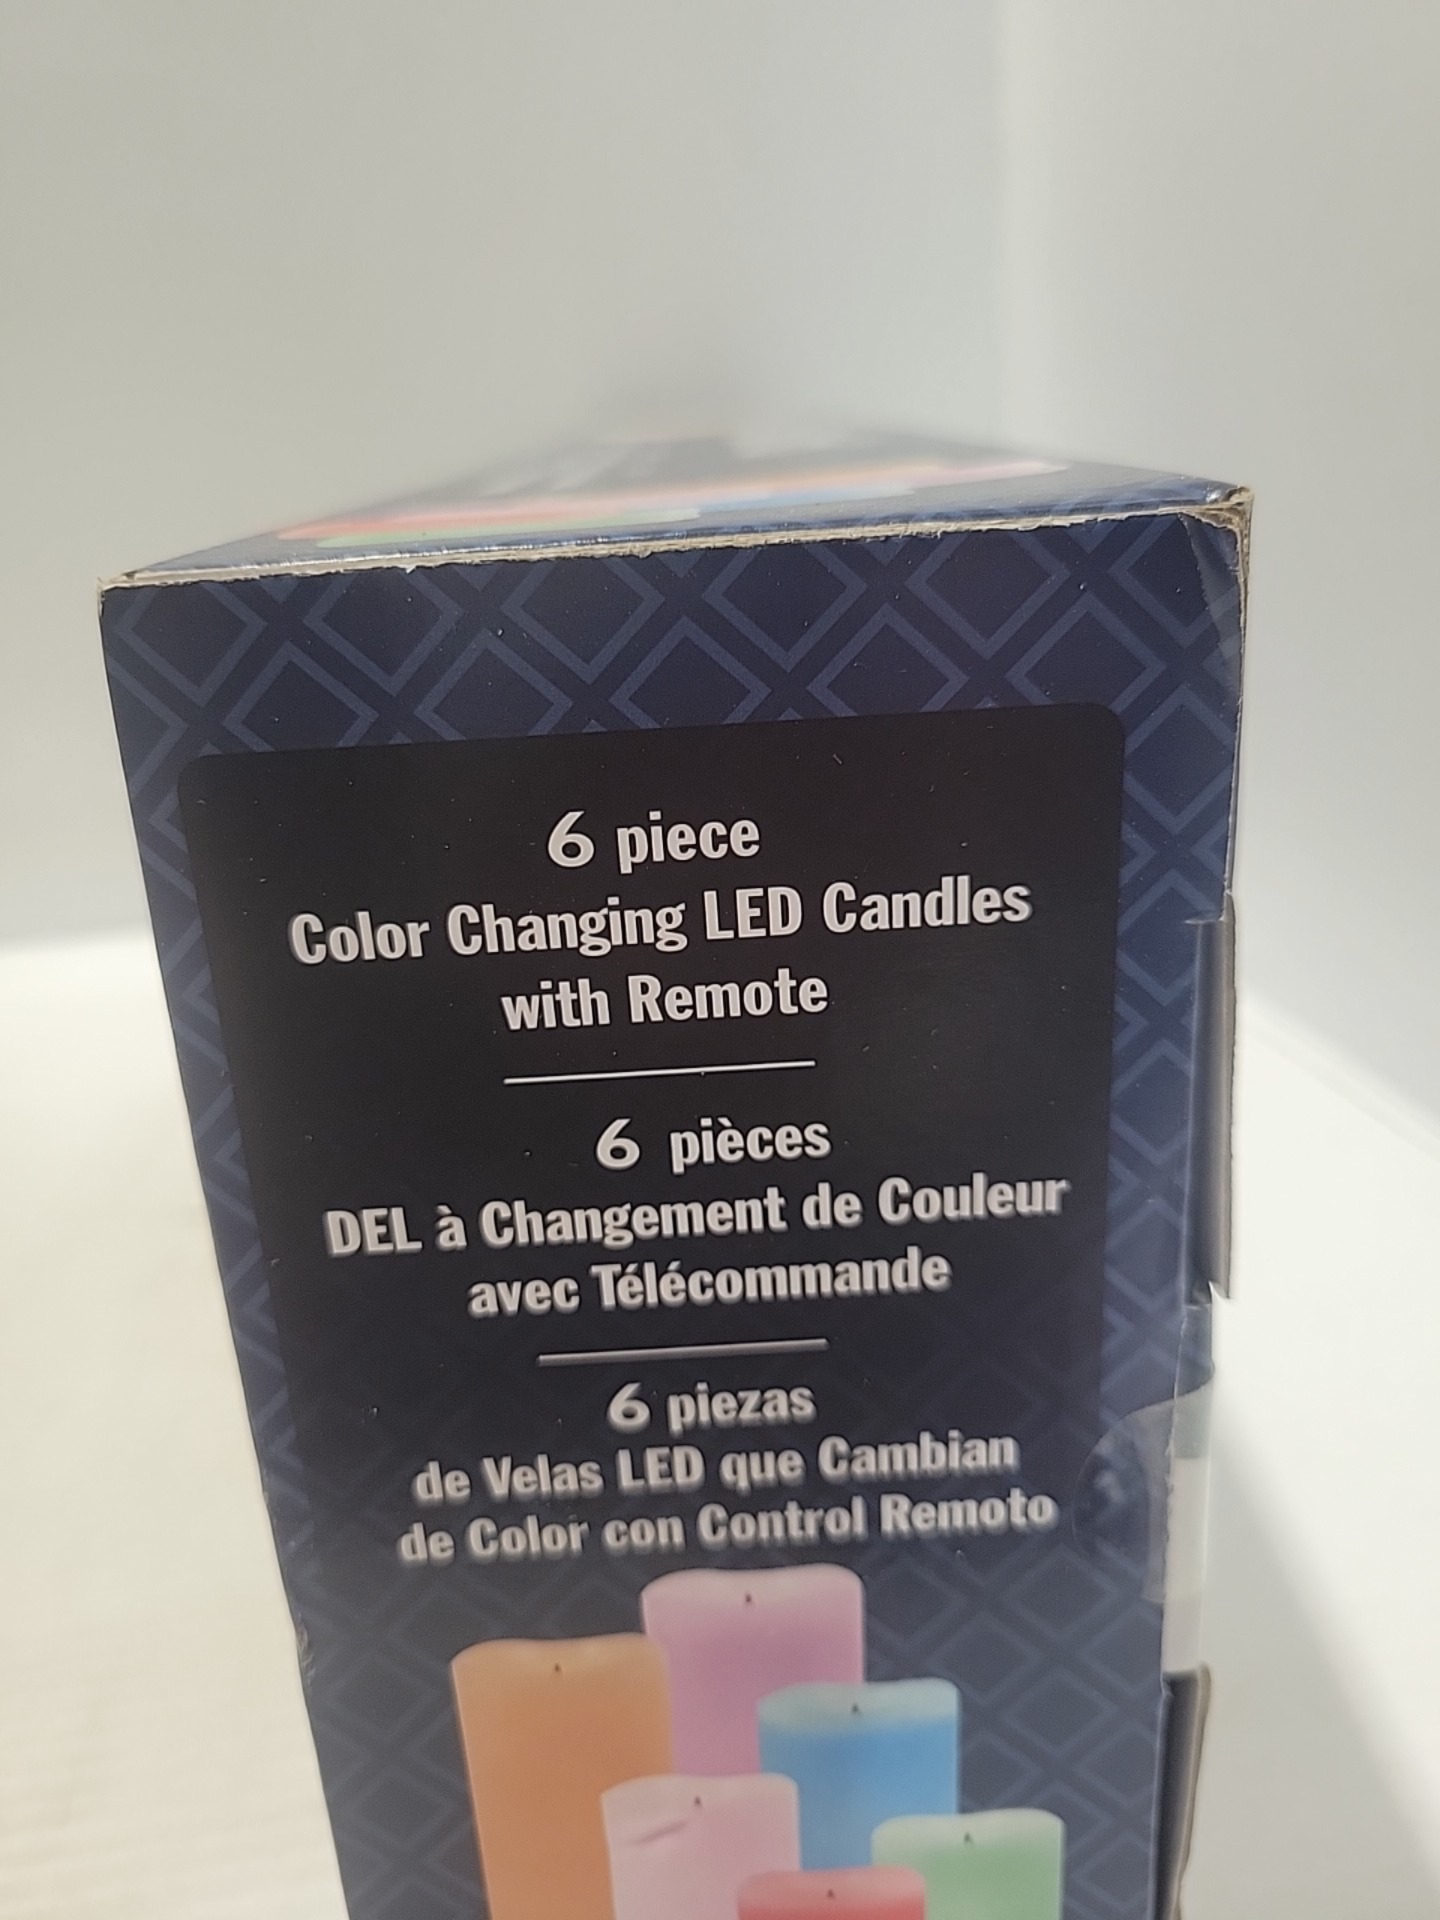 6 piece
Color Changing LED Candles
with Remote
6 pièces
DEL à Changement de Couleur
avec Télécommande
6 piezas
de Velas LED que Cambian
de Color con Control Remoto